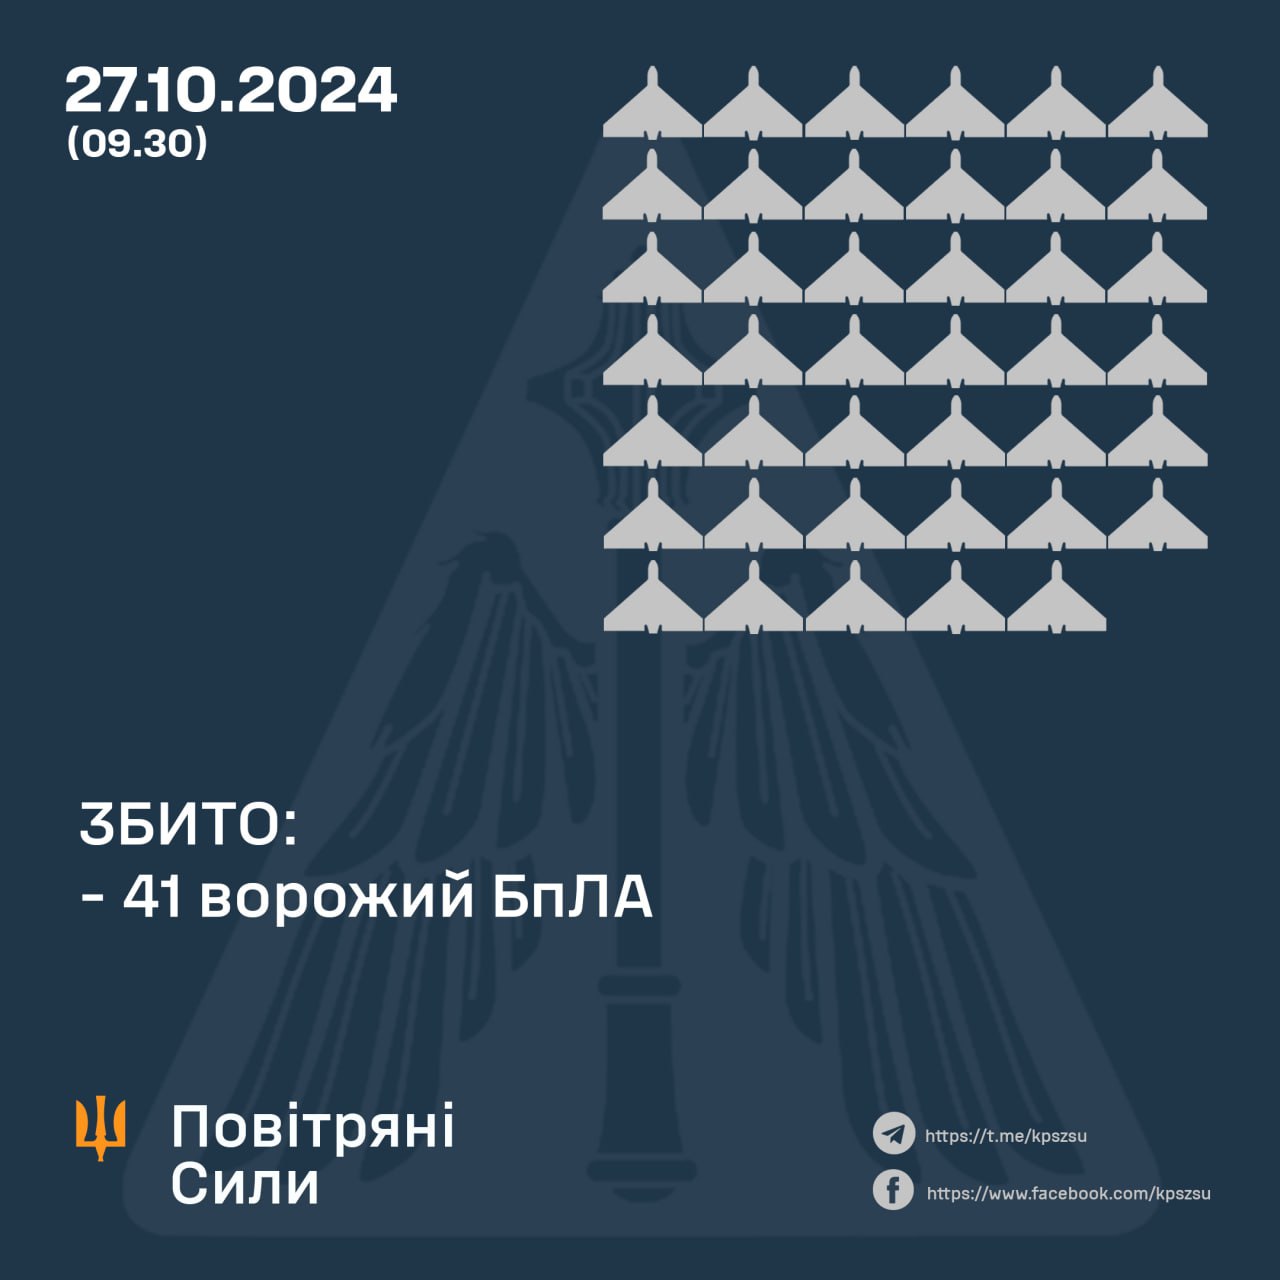 27.10.2024
(09.30)
ЗБИТО:
- 41 ворожий БпЛА
Повітряні
Сили
https://t.me/kpszsu
https://www.facebook.com/kpszsu